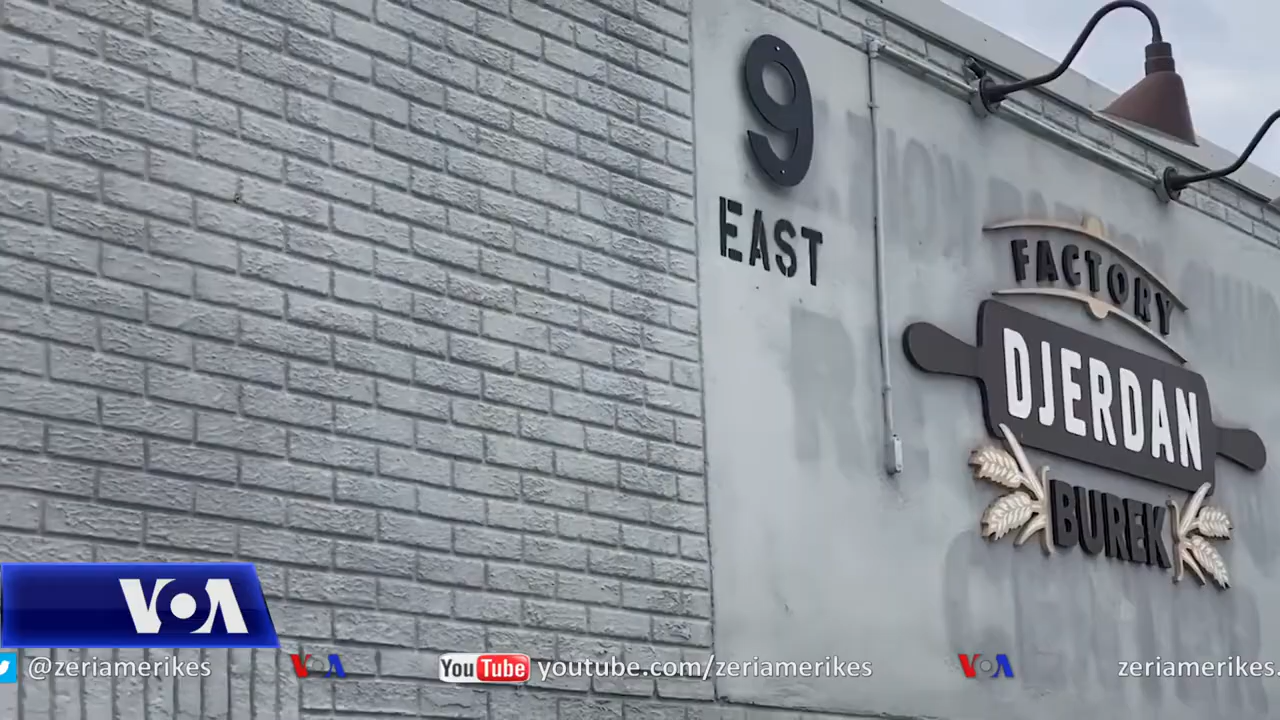 9
EAST
FACTORY
DJERDAN
BUREK
VOA
@zeriamerikes
VOA
YouTube
youtube.com/zeriamerikes
VOA
zeriamerikes.